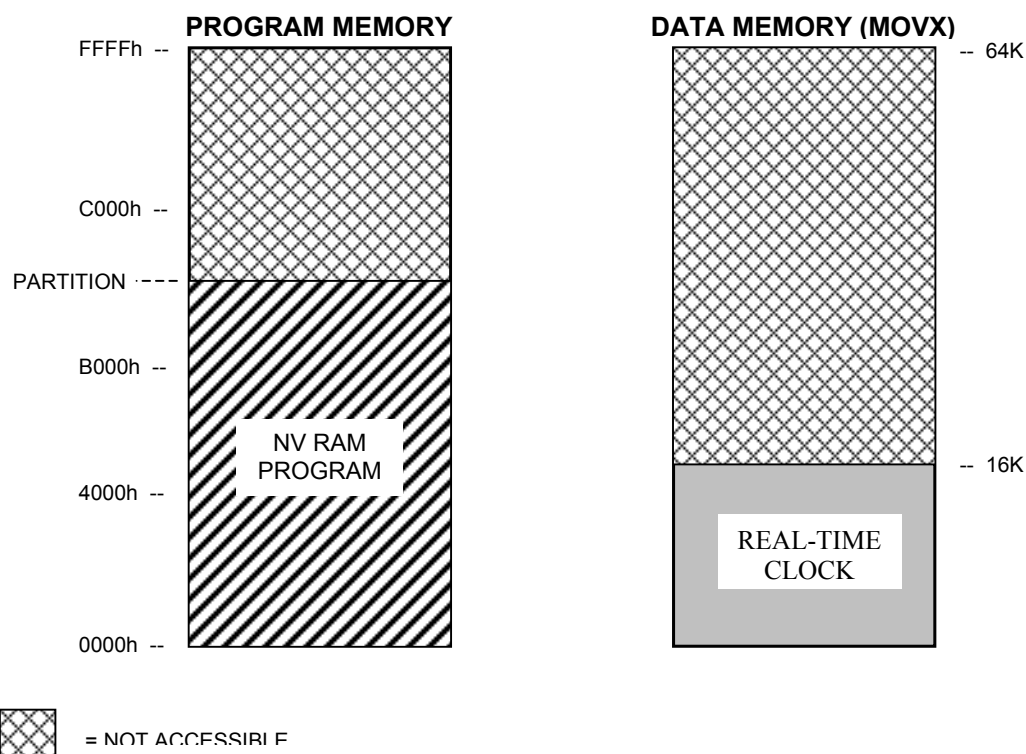 PROGRAM MEMORY
DATA MEMORY (MOVX)
FFFFh --
-- 64K
C000h --
PARTITION ----
B000h --
NV RAM
PROGRAM
-- 16K
4000h --
REAL-TIME
CLOCK
0000h --
= NOT ACCESSIBLE